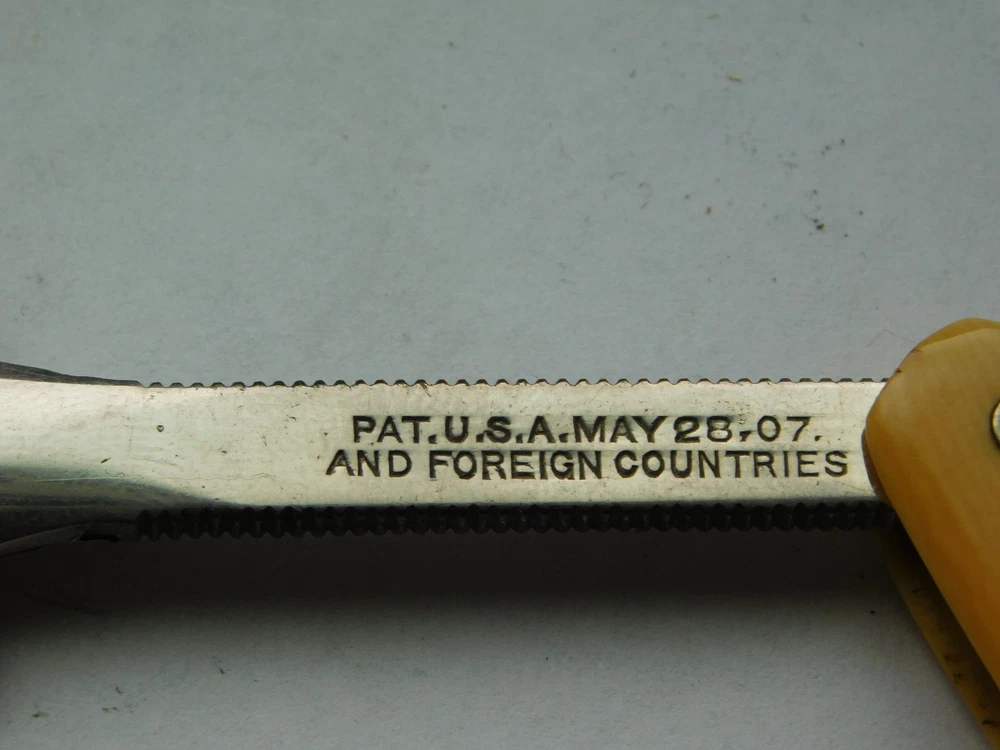 PAT.U.S.A.MAY 28,07.
AND FOREIGN COUNTRIES